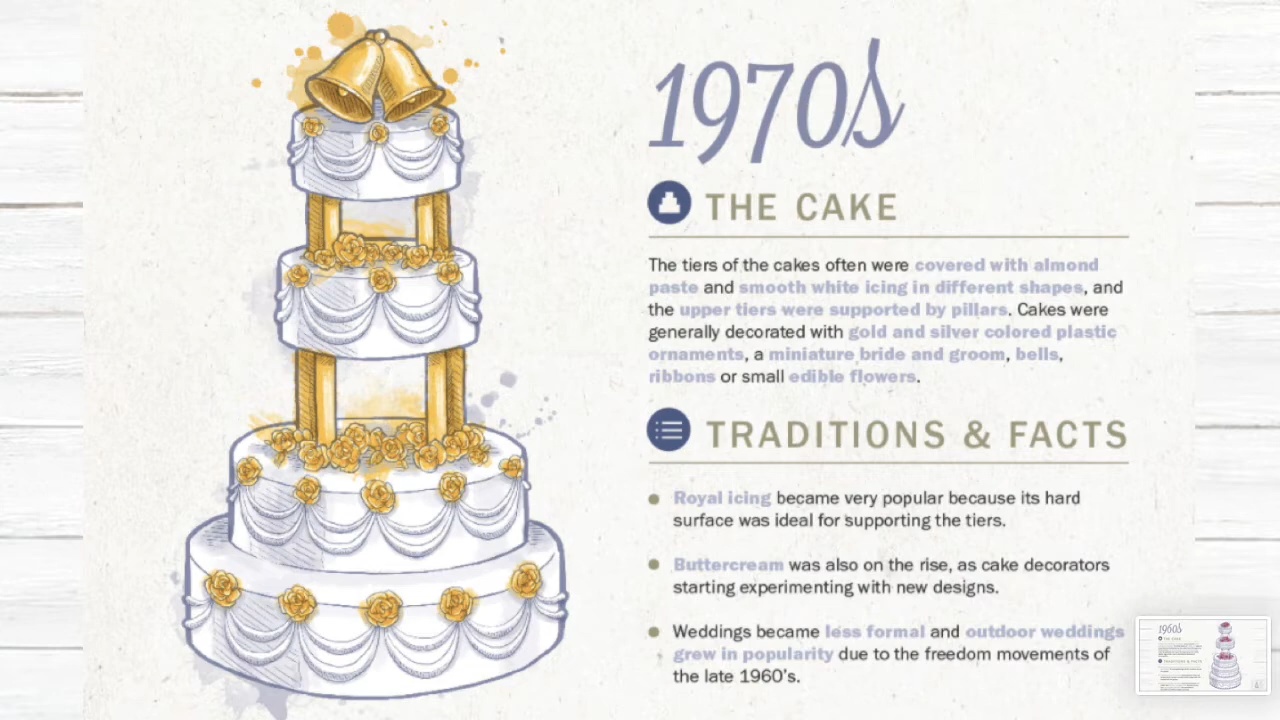 1970s
THE CAKE
The tiers of the cakes often were covered with almond
paste and smooth white icing in different shapes, and
the upper tiers were supported by pillars. Cakes were
generally decorated with gold and silver colored plastic
ornaments, a miniature bride and groom, bells,
ribbons or small edible flowers.
TRADITIONS & FACTS
Royal icing became very popular because its hard
surface was ideal for supporting the tiers.
Buttercream was also on the rise, as cake decorators
starting experimenting with new designs.
Weddings became less formal and outdoor weddings
grew in popularity due to the freedom movements of
the late 1960's.
1960s
THE CAKE
TRADITIONS & FACTS